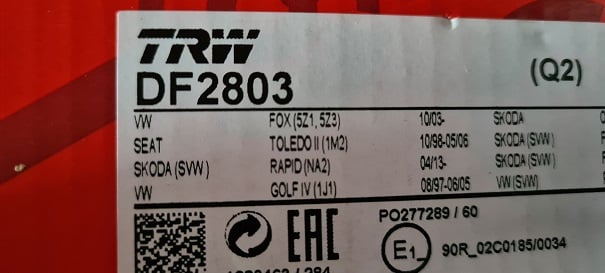 TRW
DF2803 (Q2)
VW FOX (5Z1, 5Z3) 10/03- SKODA
SEAT TOLEDO II (1M2) 10/98-05/06 SKODA (SVW)
SKODA (SVW) RAPID (NA2) 04/13- SKODA (SVW)
VW GOLF IV (1J1) 08/97-06/05 VW (SVW)
EAC PO277289 / 60
E1 90R_02C0185/0034